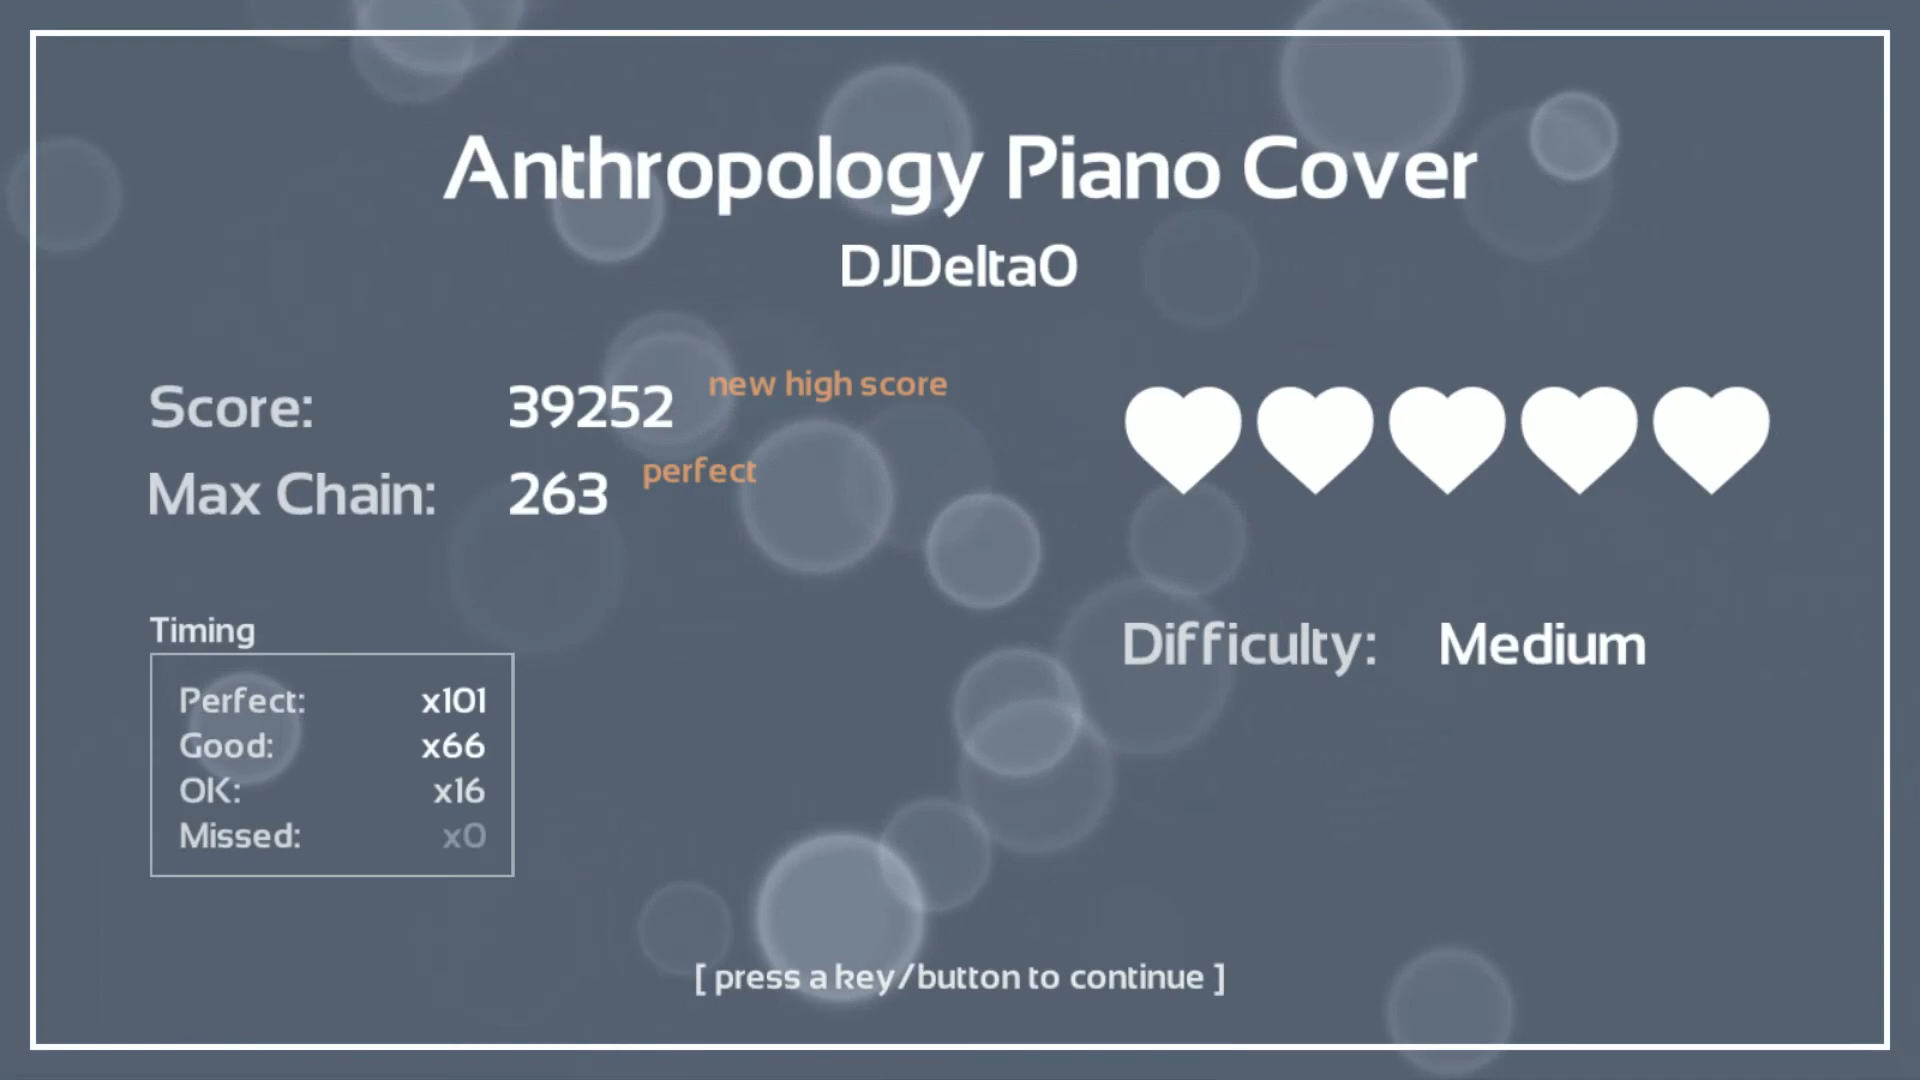 Anthropology Piano Cover
DJDelta0
Score: 39252 new high score
Max Chain: 263 perfect
Timing
Perfect: x101
Good: x66
OK: x16
Missed: x0
Difficulty: Medium
[ press a key/button to continue ]